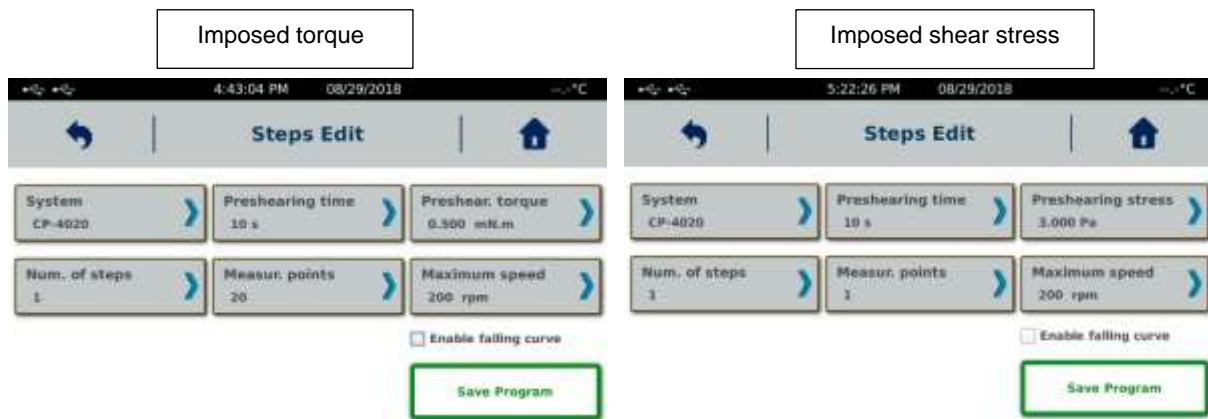 Imposed torque
4:43:04 PM 08/29/2018 --.-°C
Steps Edit
System
CP-4020
Preshearing time
10 s
Preshear. torque
0.500 mN.m
Num. of steps
1
Measur. points
20
Maximum speed
200 rpm
Enable falling curve
Save Program
Imposed shear stress
5:22:26 PM 08/29/2018 --.-°C
Steps Edit
System
CP-4020
Preshearing time
10 s
Preshearing stress
3.000 Pa
Num. of steps
1
Measur. points
1
Maximum speed
200 rpm
Enable falling curve
Save Program